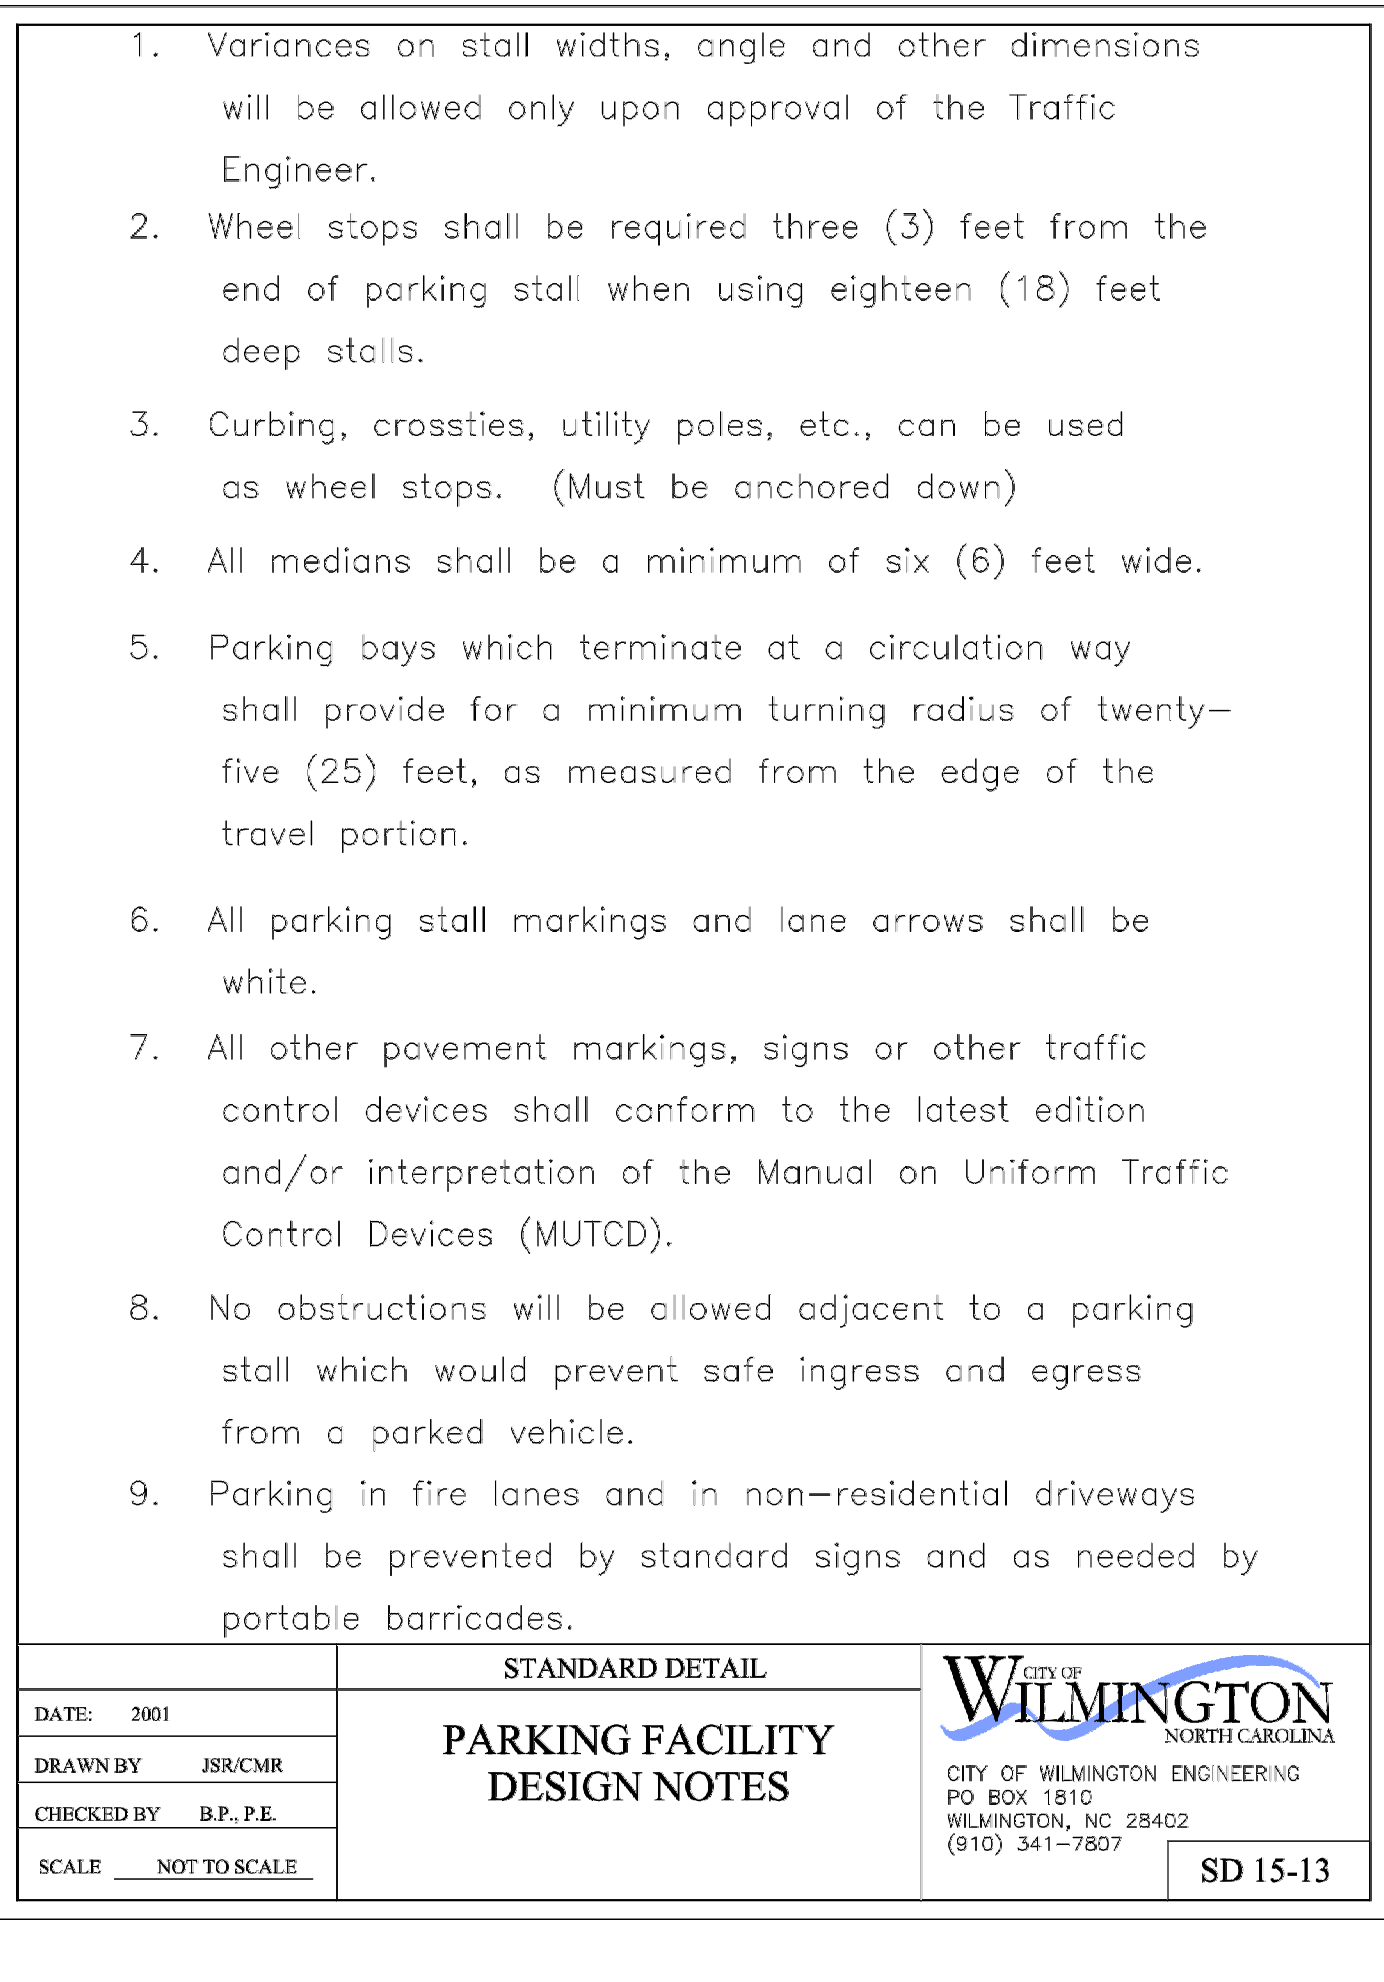 1. Variances on stall widths, angle and other dimensions
will be allowed only upon approval of the Traffic
Engineer.
2. Wheel stops shall be required three (3) feet from the
end of parking stall when using eighteen (18) feet
deep stalls.
3. Curbing, crossties, utility poles, etc., can be used
as wheel stops. (Must be anchored down)
4. All medians shall be a minimum of six (6) feet wide.
5. Parking bays which terminate at a circulation way
shall provide for a minimum turning radius of twenty–
five (25) feet, as measured from the edge of the
travel portion.
6. All parking stall markings and lane arrows shall be
white.
7. All other pavement markings, signs or other traffic
control devices shall conform to the latest edition
and/or interpretation of the Manual on Uniform Traffic
Control Devices (MUTCD).
8. No obstructions will be allowed adjacent to a parking
stall which would prevent safe ingress and egress
from a parked vehicle.
9. Parking in fire lanes and in non–residential driveways
shall be prevented by standard signs and as needed by
portable barricades.
DATE: 2001
DRAWN BY JSR/CMR
CHECKED BY B.P., P.E.
SCALE NOT TO SCALE
STANDARD DETAIL
PARKING FACILITY
DESIGN NOTES
CITY OF
WILMINGTON
NORTH CAROLINA
CITY OF WILMINGTON ENGINEERING
PO BOX 1810
WILMINGTON, NC 28402
(910) 341–7807
SD 15-13